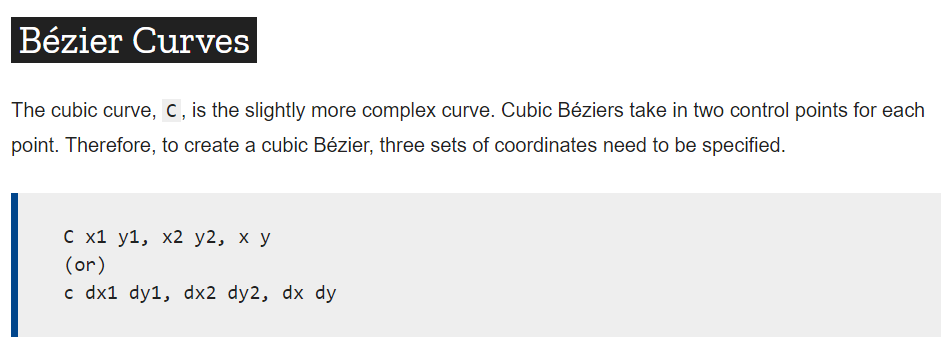 Bézier Curves
The cubic curve, C, is the slightly more complex curve. Cubic Béziers take in two control points for each
point. Therefore, to create a cubic Bézier, three sets of coordinates need to be specified.
C x1 y1, x2 y2, x y
(or)
c dx1 dy1, dx2 dy2, dx dy